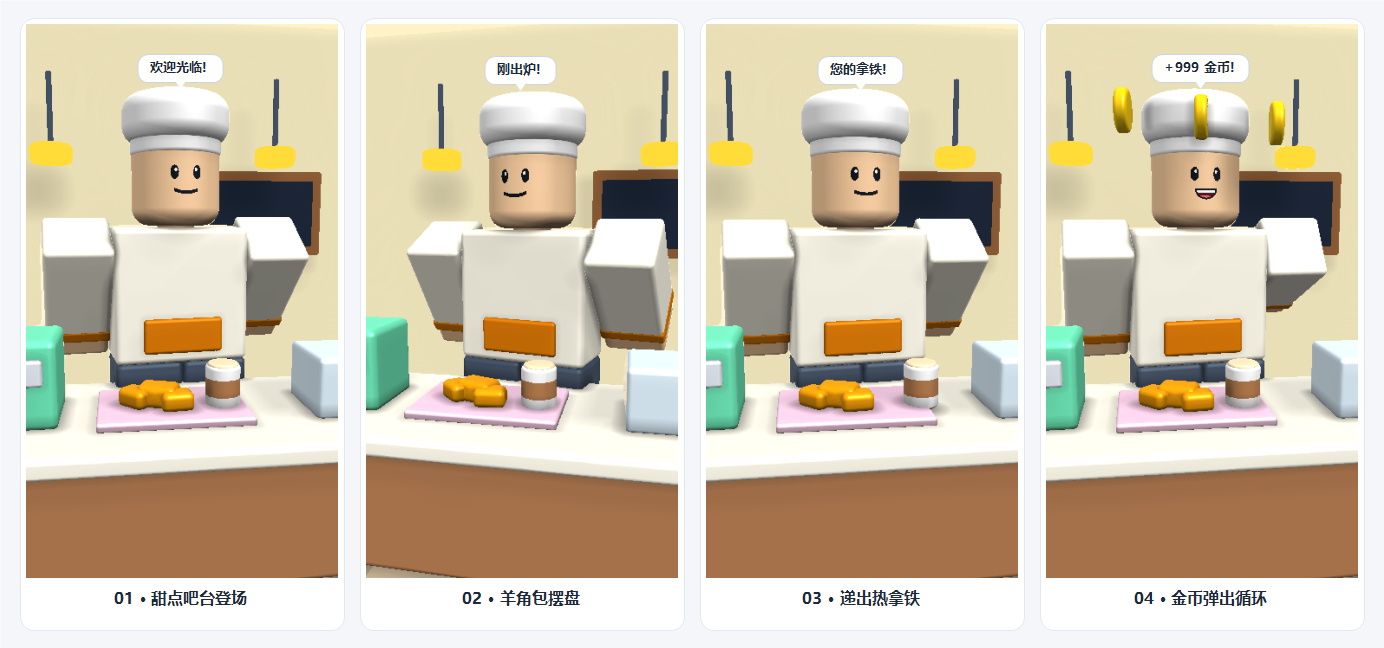 欢迎光临!
刚出炉!
您的拿铁!
+999 金币!
01 • 甜点吧台登场
02 • 羊角包摆盘
03 • 递出热拿铁
04 • 金币弹出循环